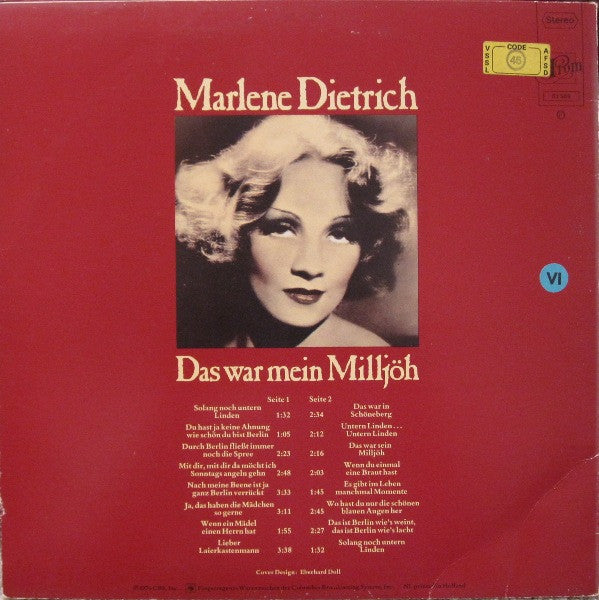 Stereo
CODE
45
VSSL
AFSD
Marlene Dietrich
VI
Das war mein Milljöh
Seite 1
Solang noch untern
Linden 1:32
Du hast ja keine Ahnung
wie schön du bist Berlin 1:05
Durch Berlin fließt immer
noch die Spree 2:23
Mit dir, mit dir da möcht ich
Sonntags angeln gehn 2:48
Nach meine Beene ist ja
ganz Berlin verrückt 3:33
Ja, das haben die Mädchen
so gerne 3:11
Wenn ein Mädel
einen Herrn hat 1:55
Lieber
Laierkastenmann 3:38
Seite 2
2:34 Das war in
Schöneberg
2:12 Untern Linden...
Untern Linden
2:16 Das war sein
Milljöh
2:03 Wenn du einmal
eine Braut hast
1:45 Es gibt im Leben
manchmal Momente
2:45 Wo hast du nur die schönen
blauen Augen her
2:27 Das ist Berlin wie's weint,
das ist Berlin wie's lacht
1:32 Solang noch untern
Linden
Cover Design: Eberhard Dull
CBS, Inc.